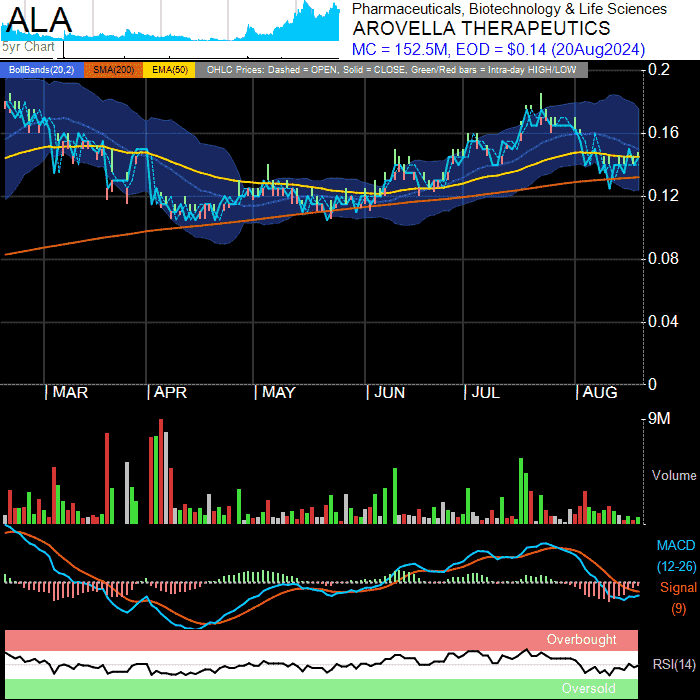 ALA
5yr Chart
Pharmaceuticals, Biotechnology & Life Sciences
AROVELLA THERAPEUTICS
MC = 152.5M, EOD = $0.14 (20Aug2024)
BollBands(20,2) SMA(200) EMA(50) OHLC Prices: Dashed = OPEN, Solid = CLOSE, Green/Red bars = Intra-day HIGH/LOW
0.2
0.16
0.12
0.08
0.04
0
MAR APR MAY JUN JUL AUG
9M
Volume
MACD
(12-26)
Signal
(9)
Overbought
RSI(14)
Oversold